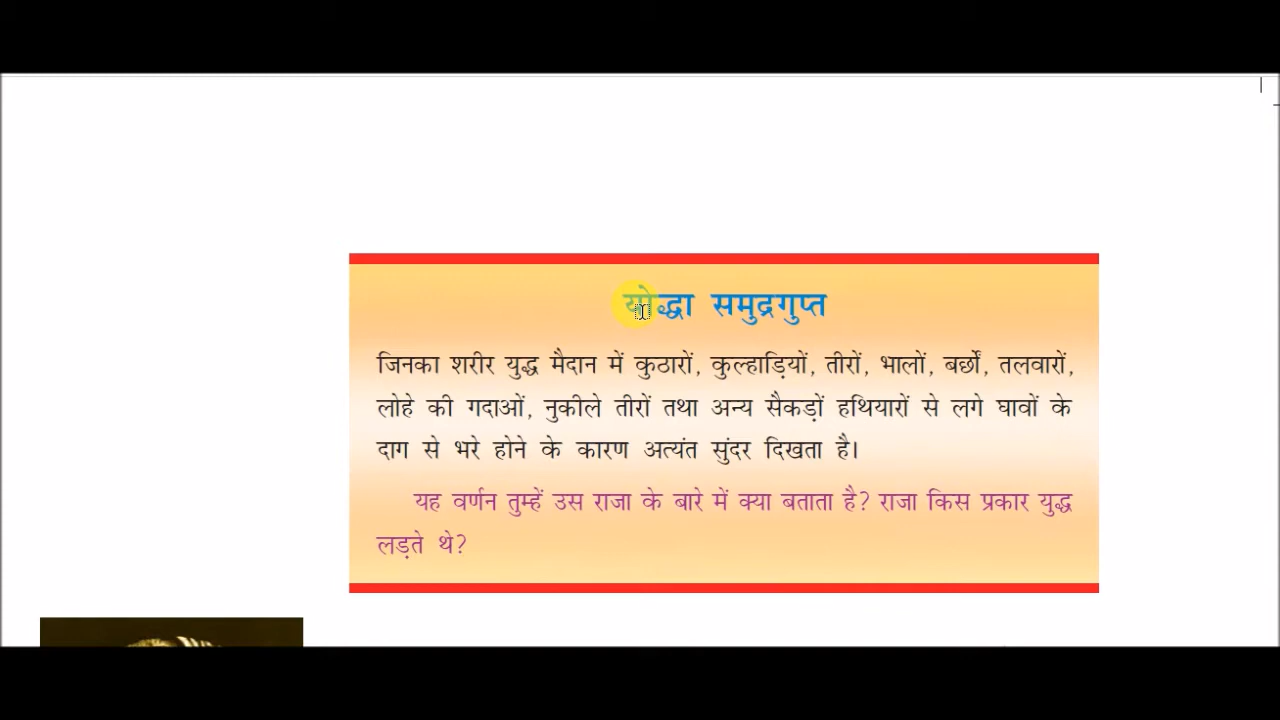 योद्धा समुद्रगुप्त
जिनका शरीर युद्ध मैदान में कुठारों, कुल्हाड़ियों, तीरों, भालों, बर्छों, तलवारों,
लोहे की गदाओं, नुकीले तीरों तथा अन्य सैकड़ों हथियारों से लगे घावों के
दाग से भरे होने के कारण अत्यंत सुंदर दिखता है।
यह वर्णन तुम्हें उस राजा के बारे में क्या बताता है? राजा किस प्रकार युद्ध
लड़ते थे?